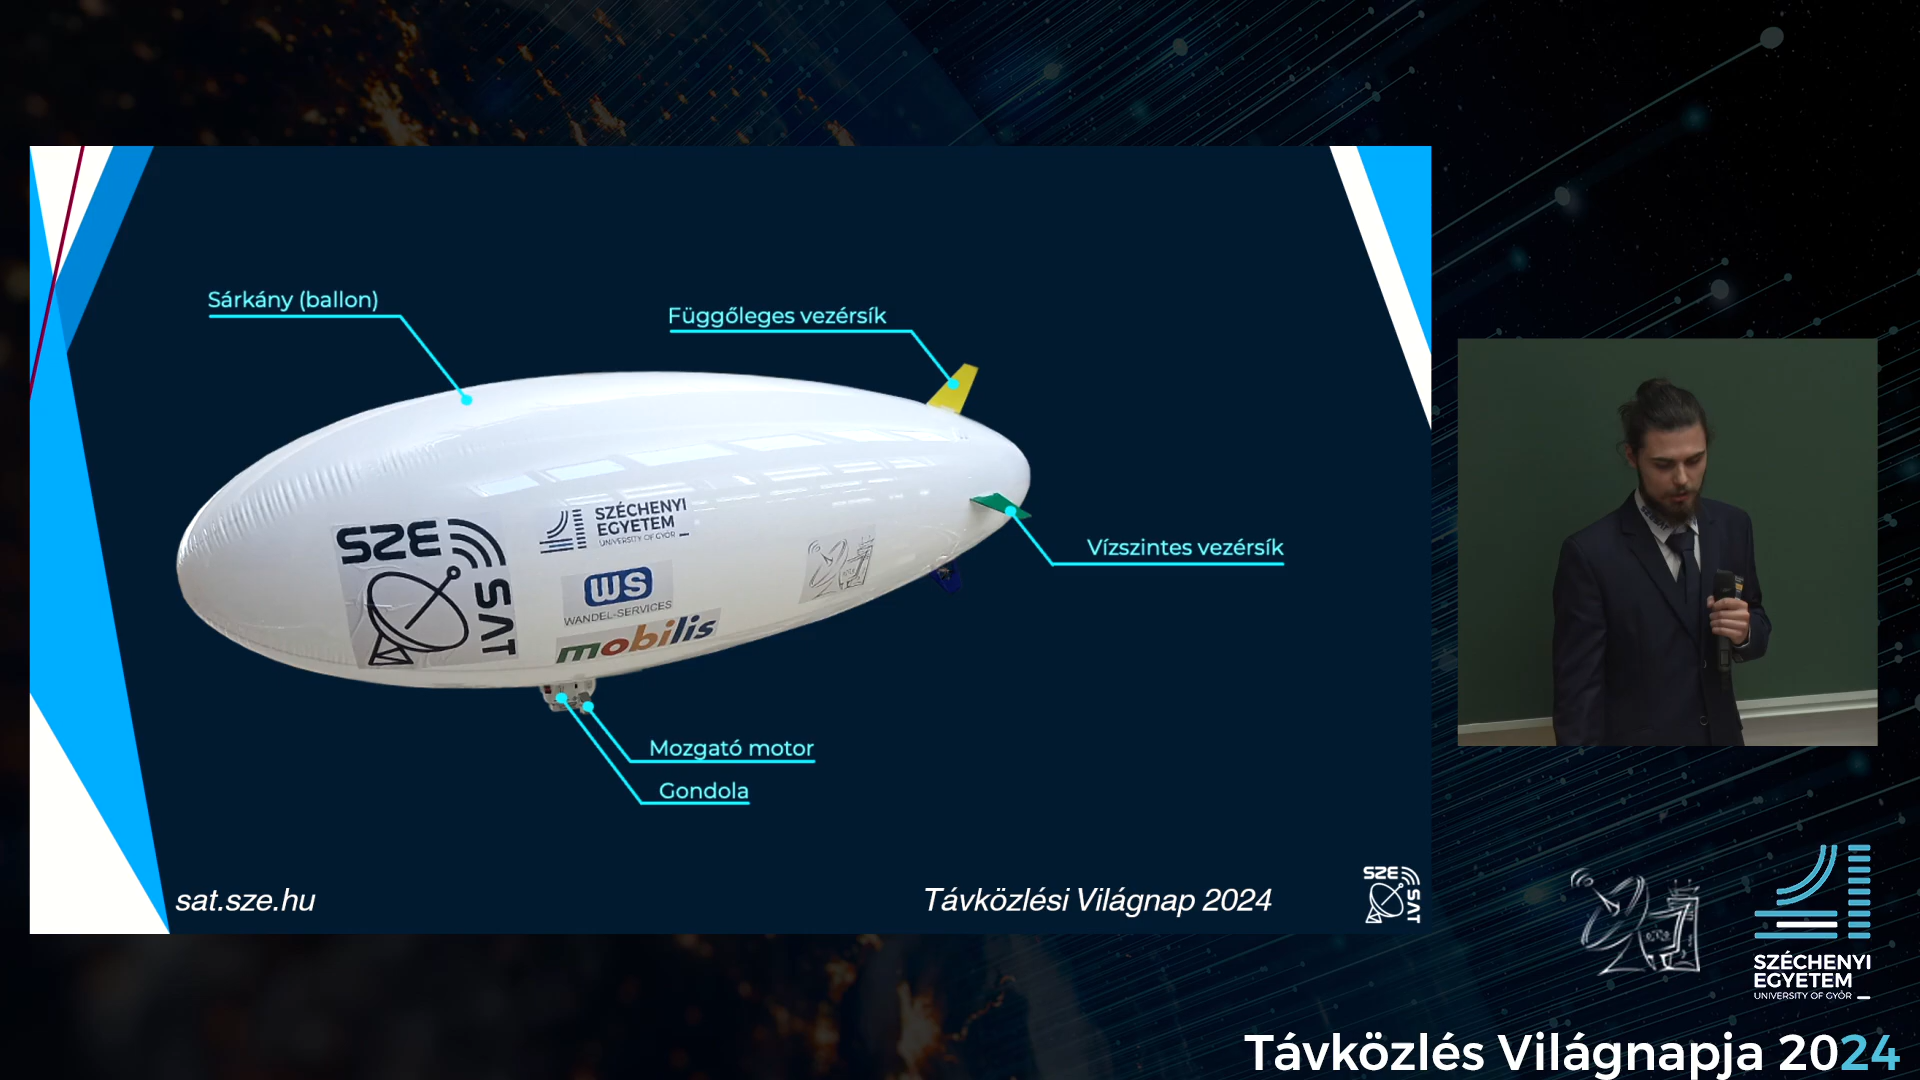 Sárkány (ballon)
Függőleges vezérsík
SZE
SAT
SZÉCHENYI
EGYETEM
UNIVERSITY OF GYŐR
WS
WANDEL-SERVICES
mobilis
Vízszintes vezérsík
Mozgató motor
Gondola
sat.sze.hu
Távközlési Világnap 2024
SZE
SAT
SZÉCHENYI
EGYETEM
UNIVERSITY OF GYŐR
Távközlés Világnapja 2024